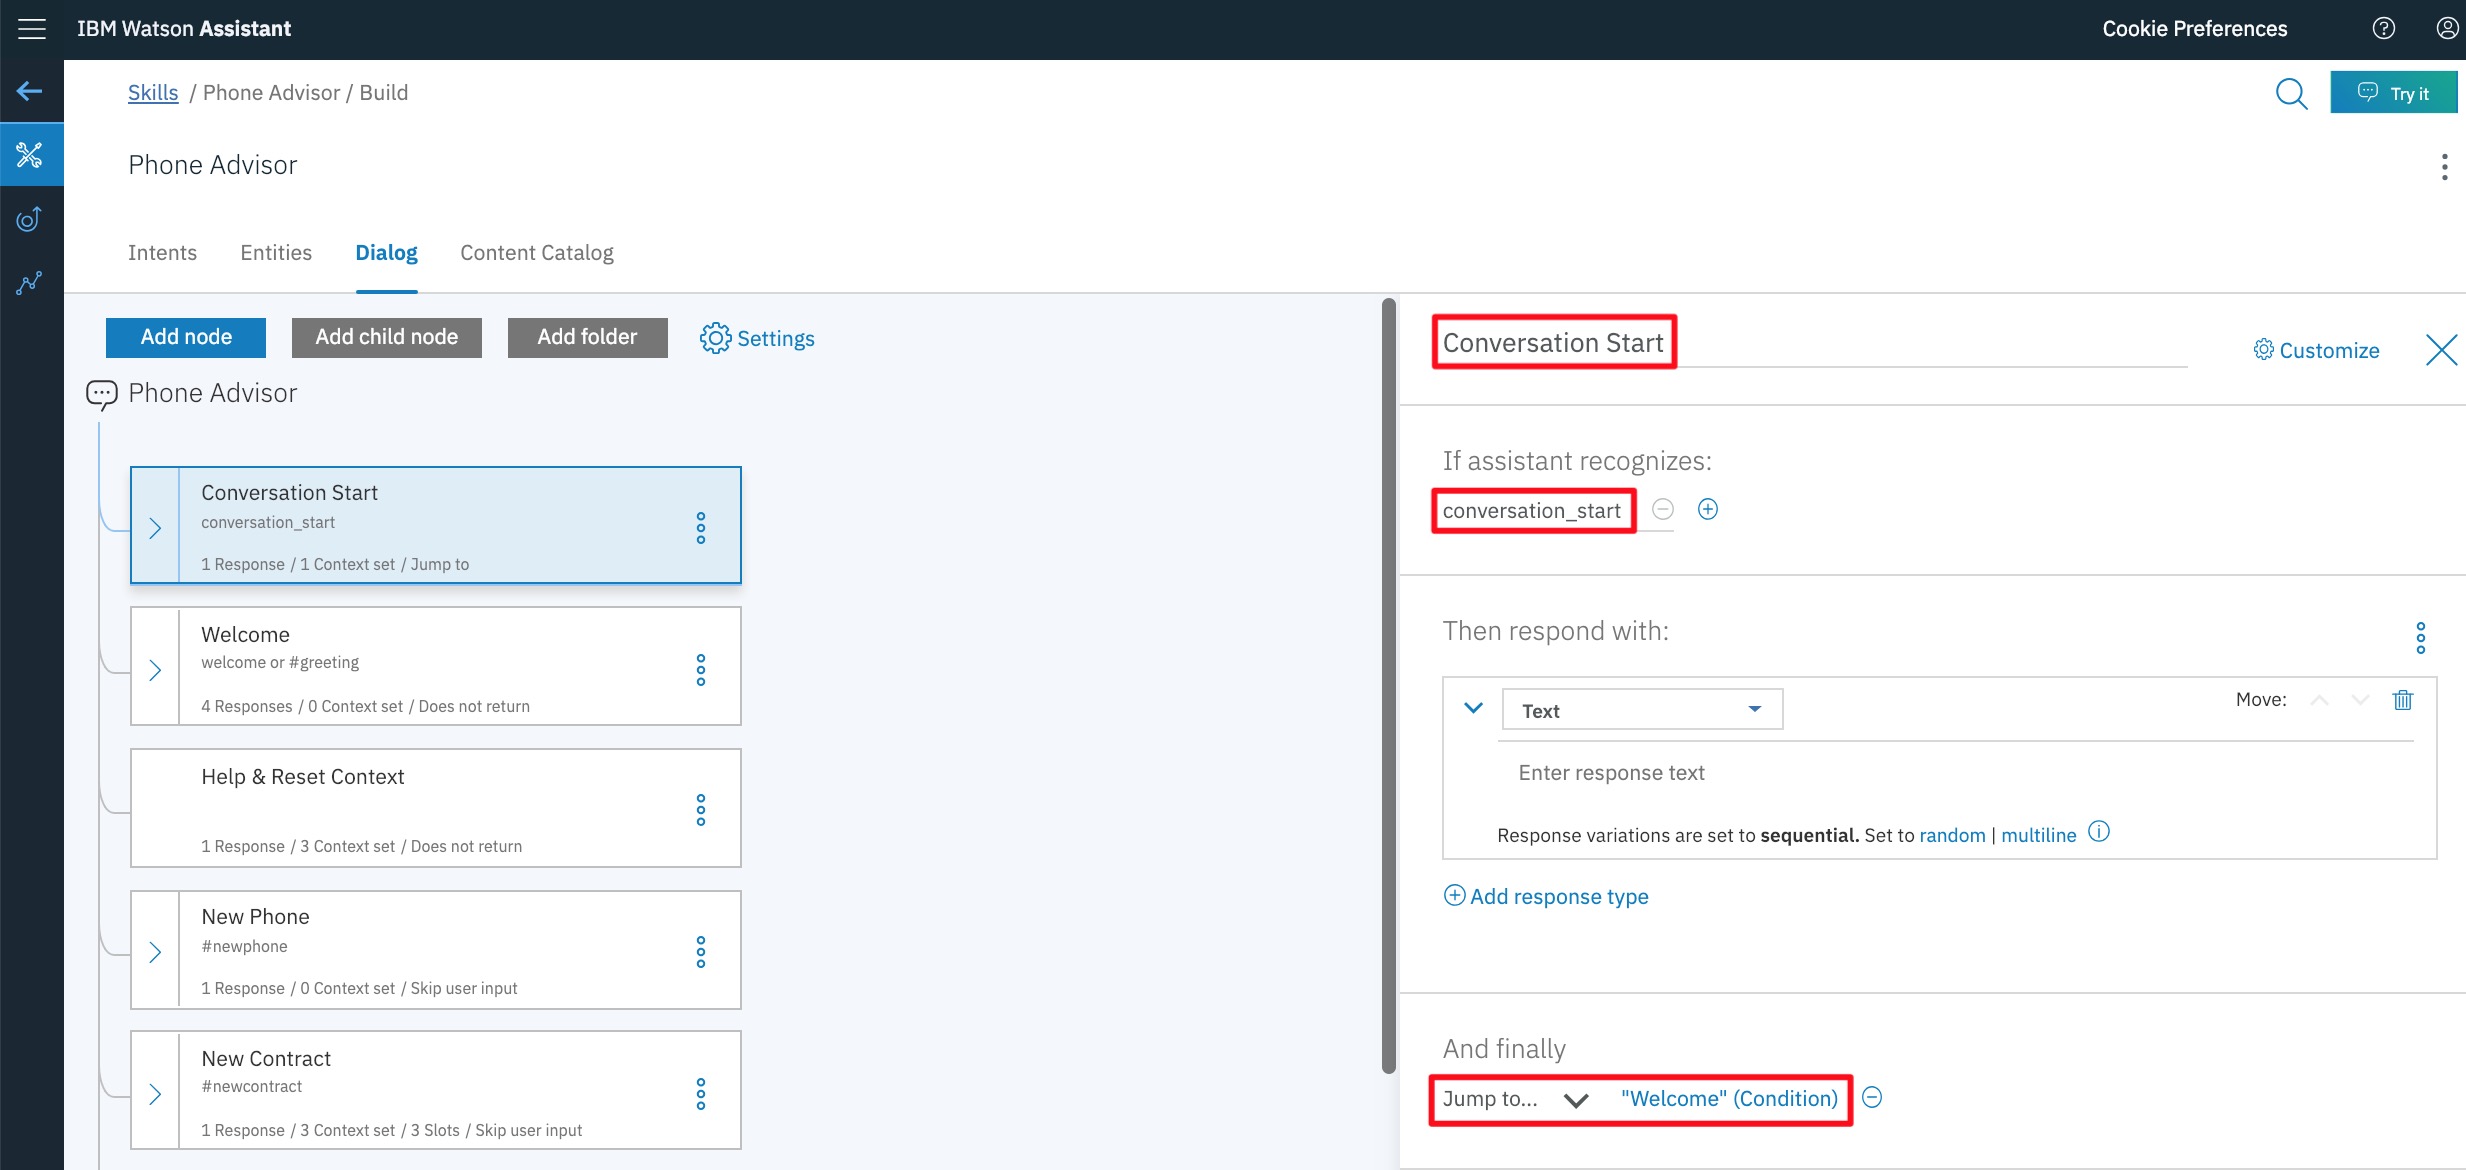 IBM Watson Assistant
Cookie Preferences
Skills / Phone Advisor / Build
Try it
Phone Advisor
Intents
Entities
Dialog
Content Catalog
Add node
Add child node
Add folder
Settings
Phone Advisor
Conversation Start
conversation_start
1 Response / 1 Context set / Jump to
Welcome
welcome or #greeting
4 Responses / 0 Context set / Does not return
Help & Reset Context
1 Response / 3 Context set / Does not return
New Phone
#newphone
1 Response / 0 Context set / Skip user input
New Contract
#newcontract
1 Response / 3 Context set / 3 Slots / Skip user input
Conversation Start
Customize
If assistant recognizes:
conversation_start
Then respond with:
Text
Move:
Enter response text
Response variations are set to sequential. Set to random | multiline
Add response type
And finally
Jump to... "Welcome" (Condition)